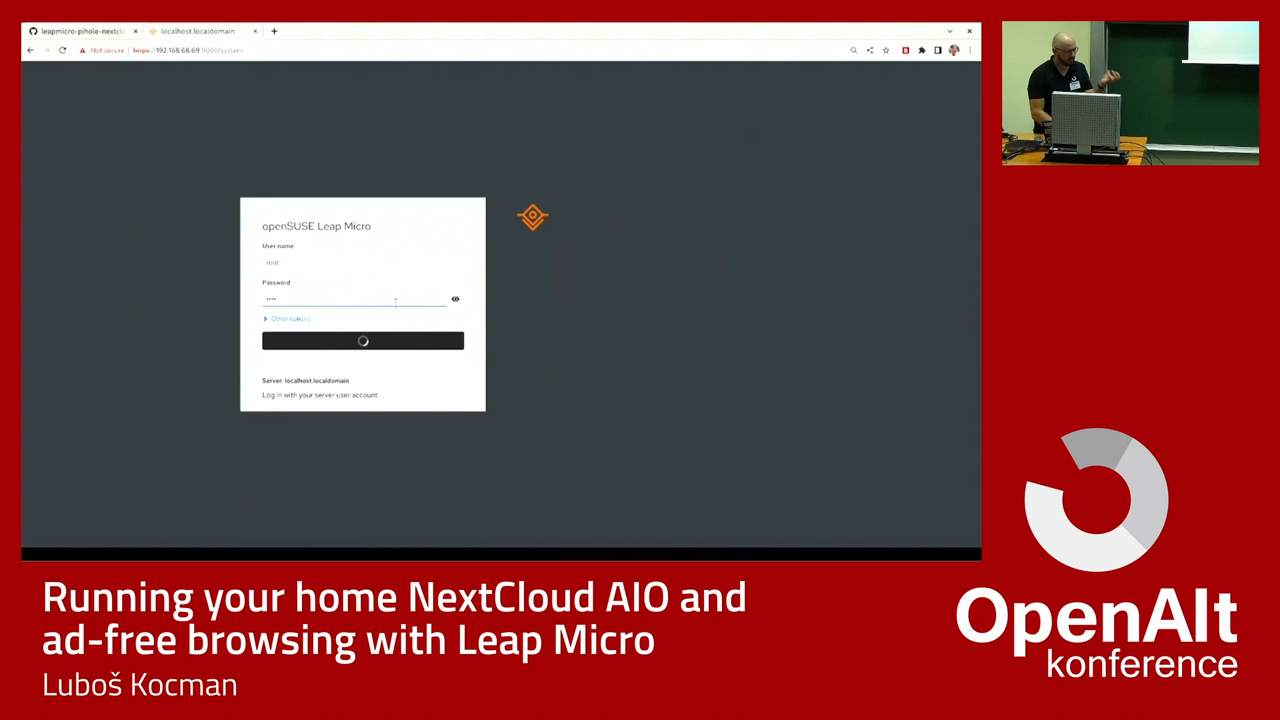 leapmicro-pihole-nextclo
localhost.localdomain
Not secure
https://192.168.68.69:9090/system
openSUSE Leap Micro
User name
root
Password
Other options
Server: localhost.localdomain
Log in with your server user account.
Running your home NextCloud AIO and
ad-free browsing with Leap Micro
Luboš Kocman
OpenAlt
konference